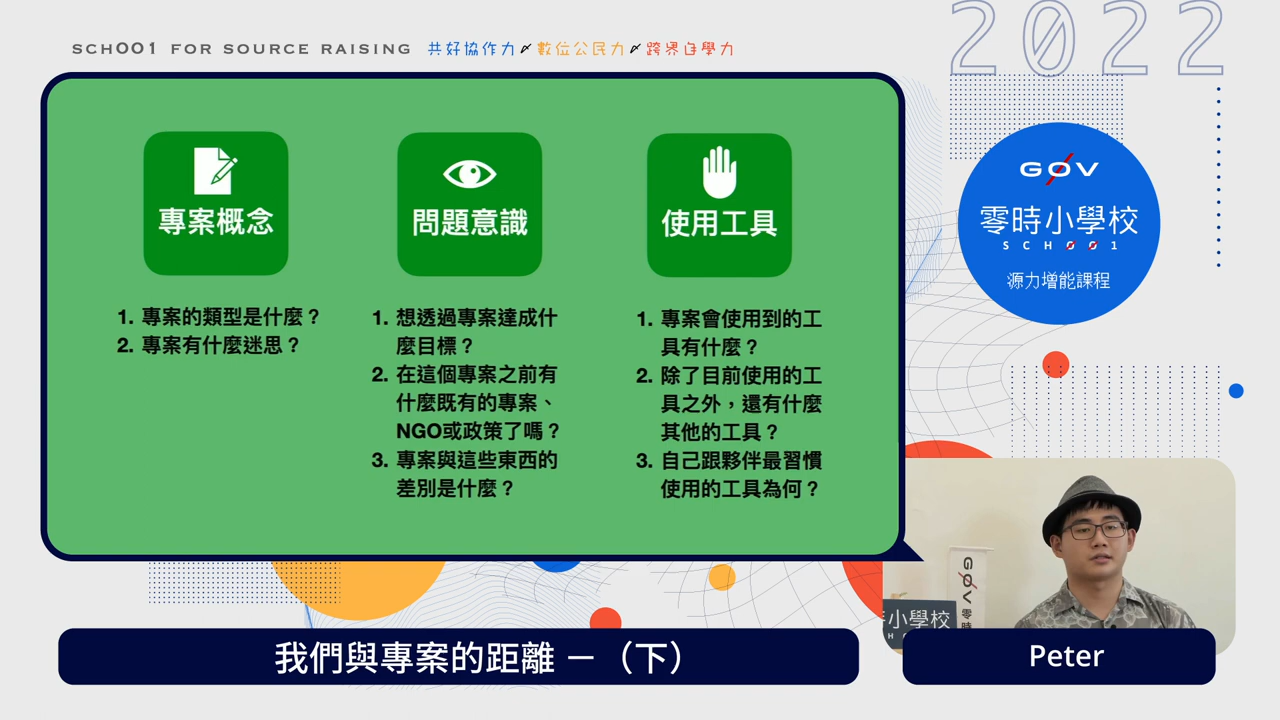 SCHOO1 FOR SOURCE RAISING 共好協作力 數位公民力 跨界自學力
2022
GOV
零時小學校
SCHOO1
源力增能課程
專案概念
1. 專案的類型是什麼？
2. 專案有什麼迷思？
問題意識
1. 想透過專案達成什
麼目標？
2. 在這個專案之前有
什麼既有的專案、
NGO或政策了嗎？
3. 專案與這些東西的
差別是什麼？
使用工具
1. 專案會使用到的工
具有什麼？
2. 除了目前使用的工
具之外，還有什麼
其他的工具？
3. 自己跟夥伴最習慣
使用的工具為何？
GOV 零時
小學校
我們與專案的距離 －（下）
Peter